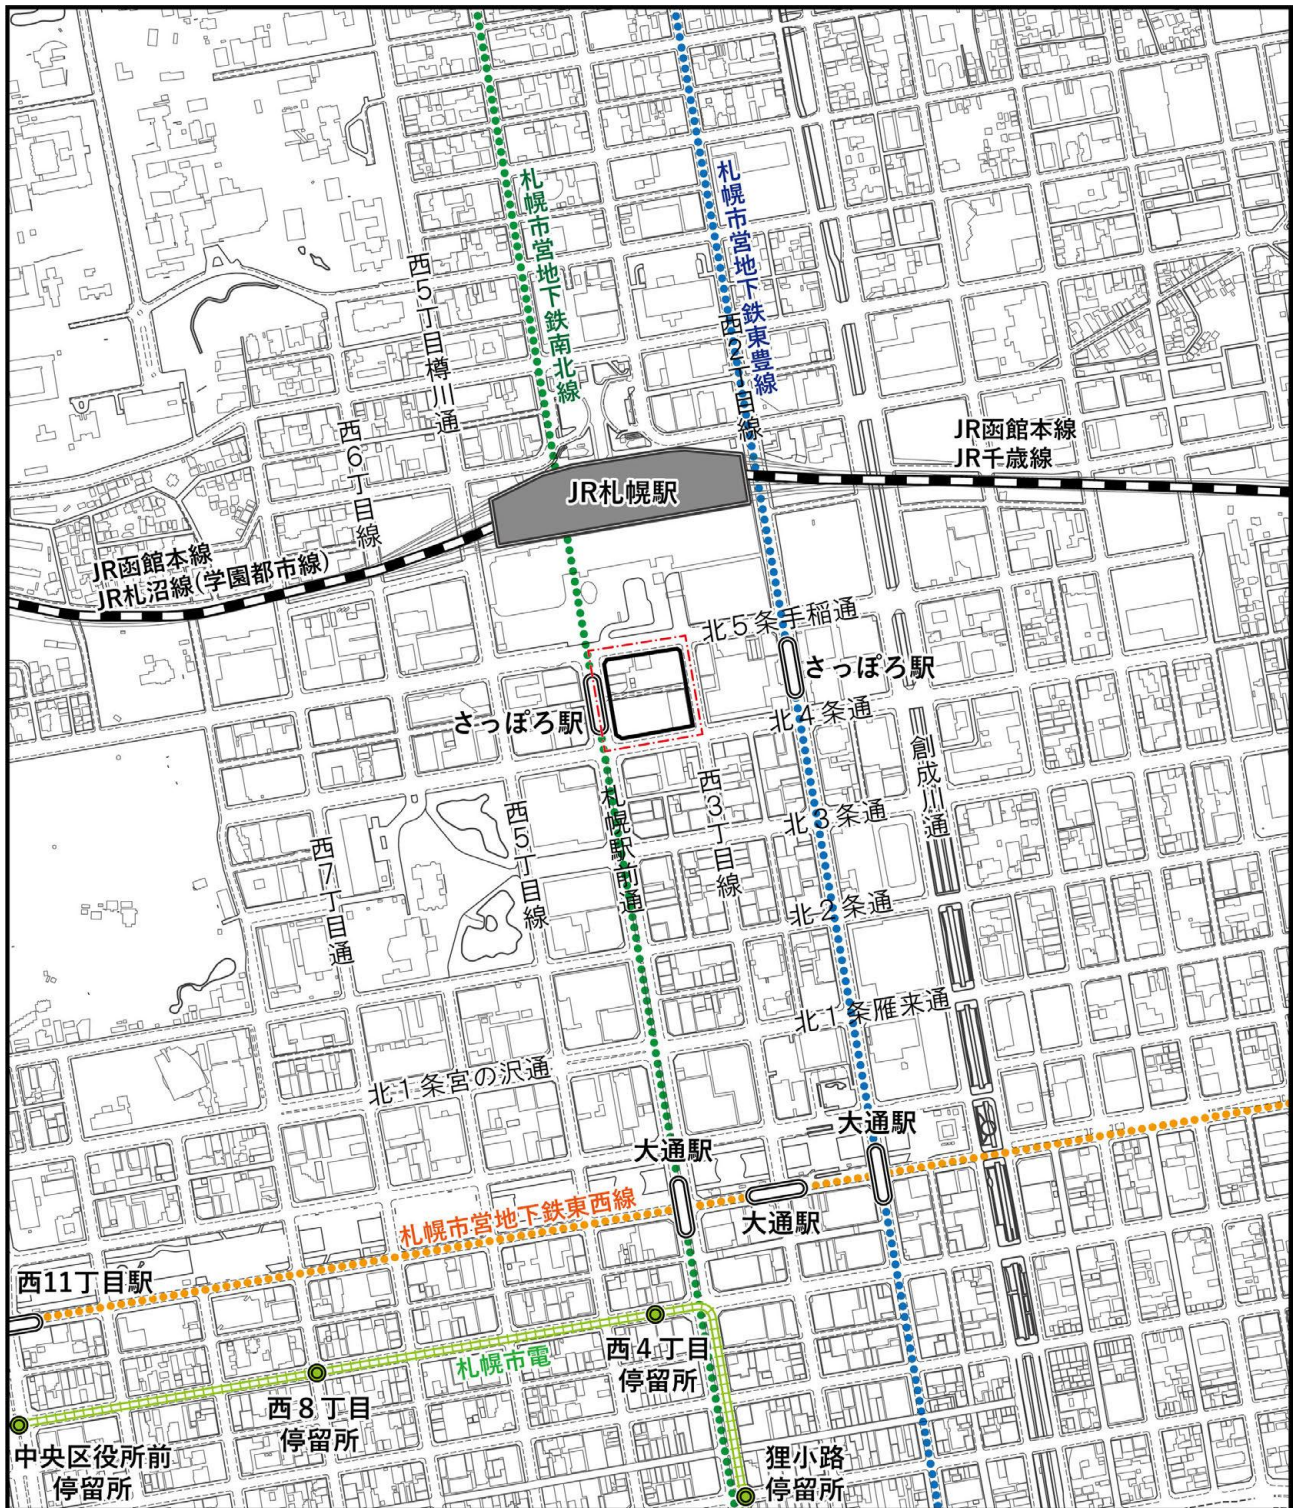 札幌市営地下鉄南北線
札幌市営地下鉄東豊線
西5丁目樽川通
西2丁目線
西6丁目線
JR函館本線
JR千歳線
JR札幌駅
JR函館本線
JR札沼線(学園都市線)
北5条手稲通
さっぽろ駅
さっぽろ駅
北4条通
創成川通
西3丁目線
札幌駅前通
西5丁目線
北3条通
西7丁目通
北2条通
北1条雁来通
北1条宮の沢通
大通駅
大通駅
大通駅
札幌市営地下鉄東西線
西11丁目駅
西4丁目
停留所
札幌市電
西8丁目
停留所
中央区役所前
停留所
狸小路
停留所